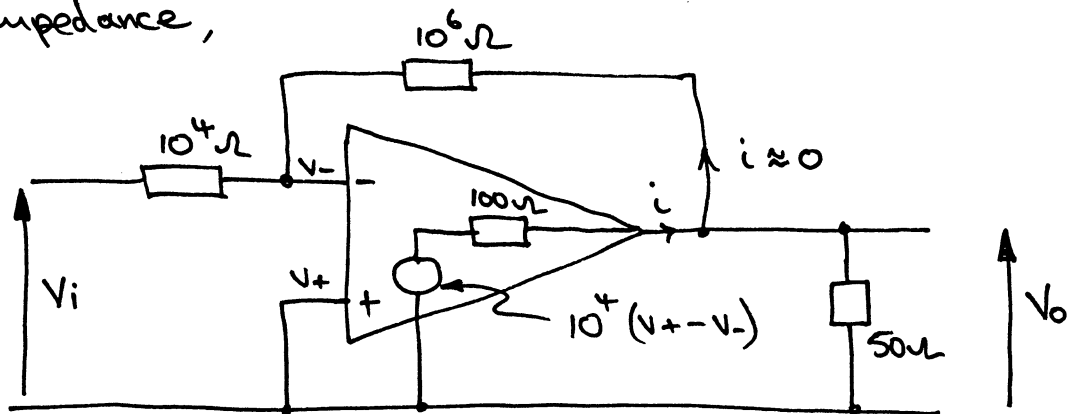 mpedance,
10⁶Ω
10⁴Ω
i ≈ 0
V-
-
100Ω
i
Vi
V+
+
10⁴ (V+ - V-)
50Ω
Vo